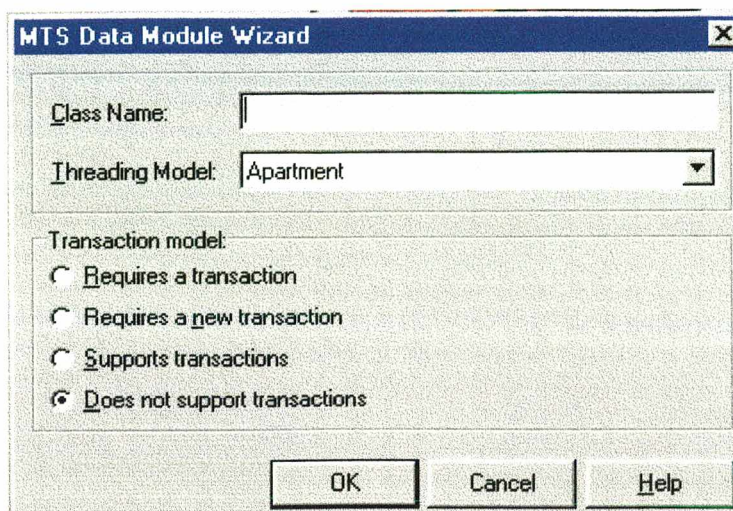 MTS Data Module Wizard
Class Name:
Threading Model: Apartment
Transaction model:
Requires a transaction
Requires a new transaction
Supports transactions
Does not support transactions
OK Cancel Help